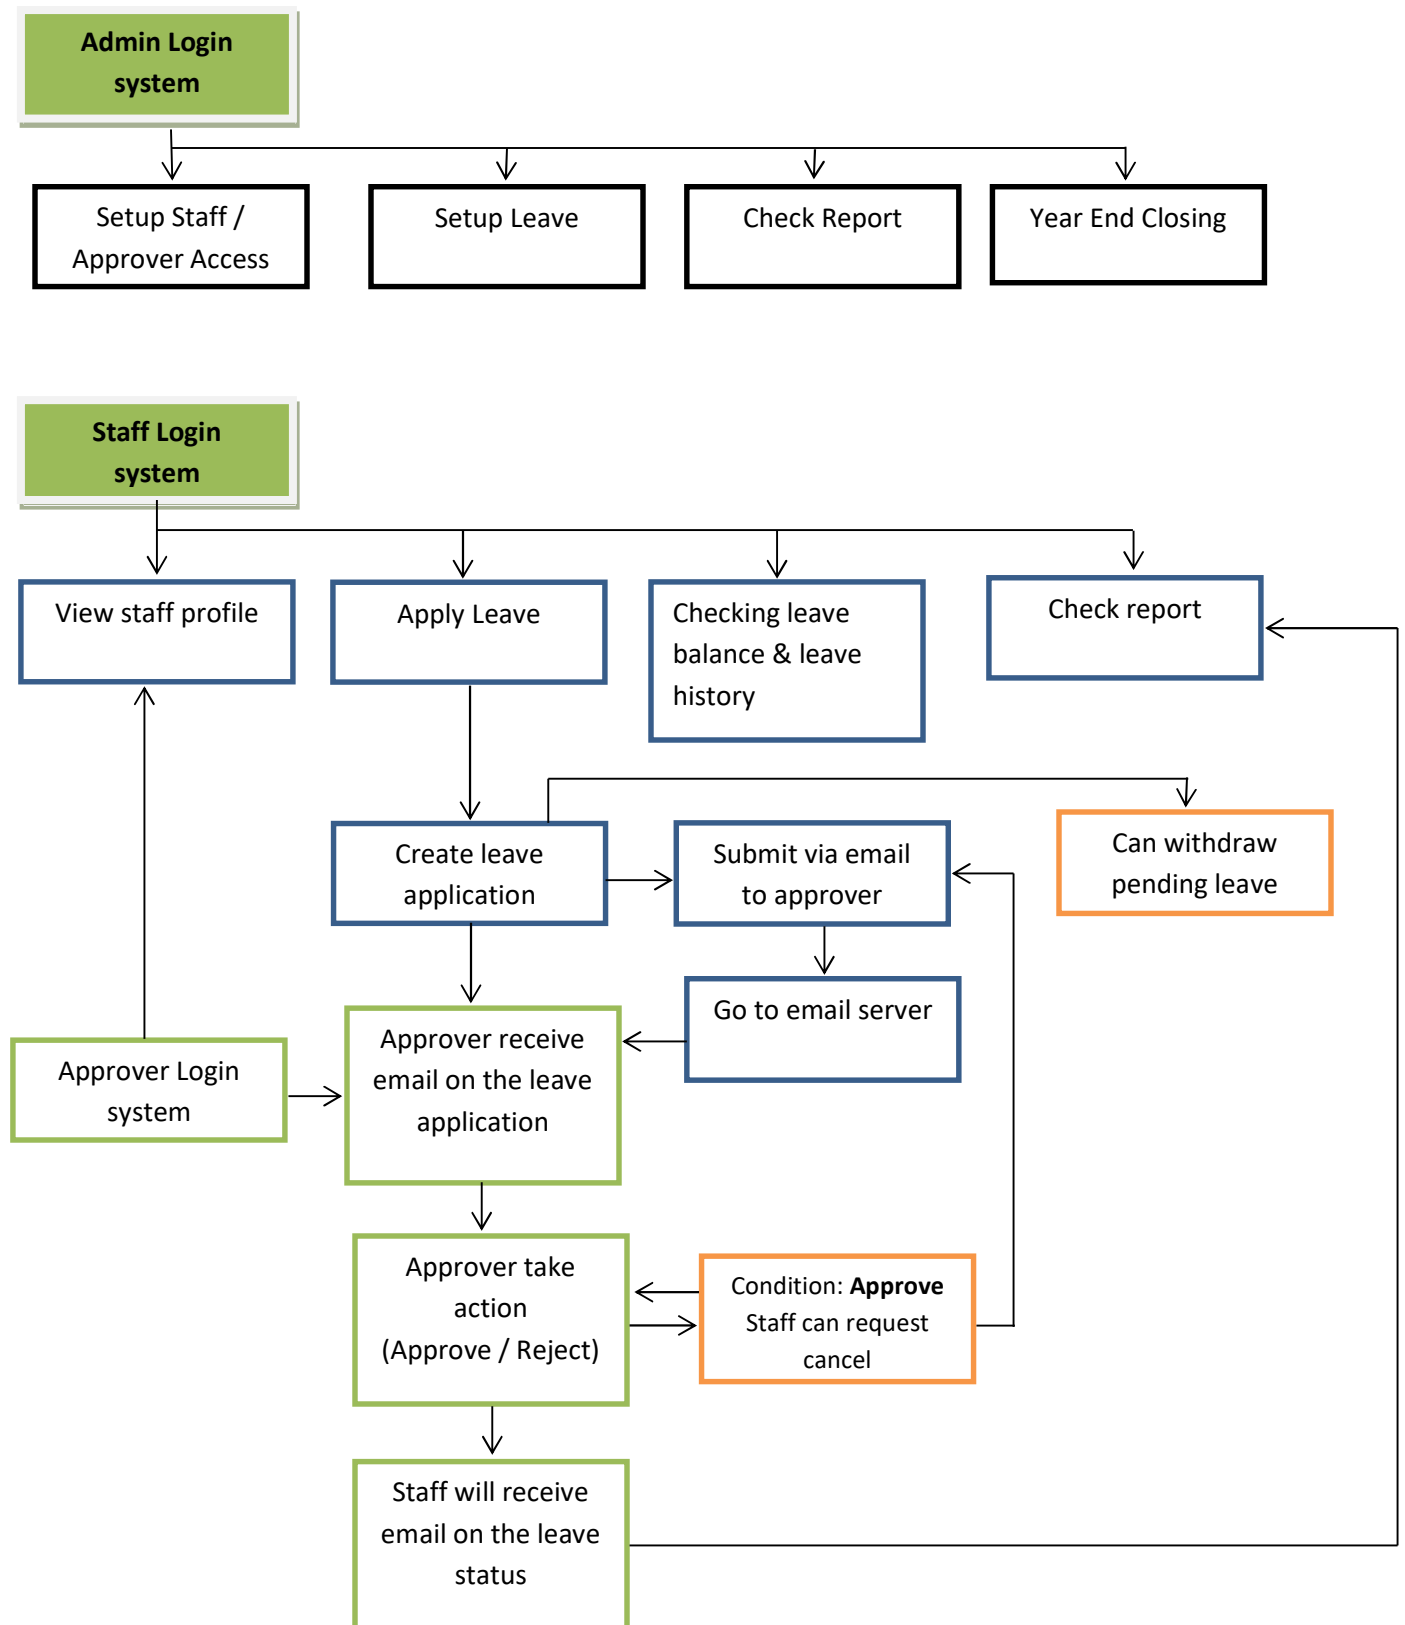 Admin Login
system
Setup Staff /
Approver Access
Setup Leave
Check Report
Year End Closing
Staff Login
system
View staff profile
Apply Leave
Checking leave
balance & leave
history
Check report
Create leave
application
Submit via email
to approver
Can withdraw
pending leave
Go to email server
Approver Login
system
Approver receive
email on the leave
application
Approver take
action
(Approve / Reject)
Condition: Approve
Staff can request
cancel
Staff will receive
email on the leave
status